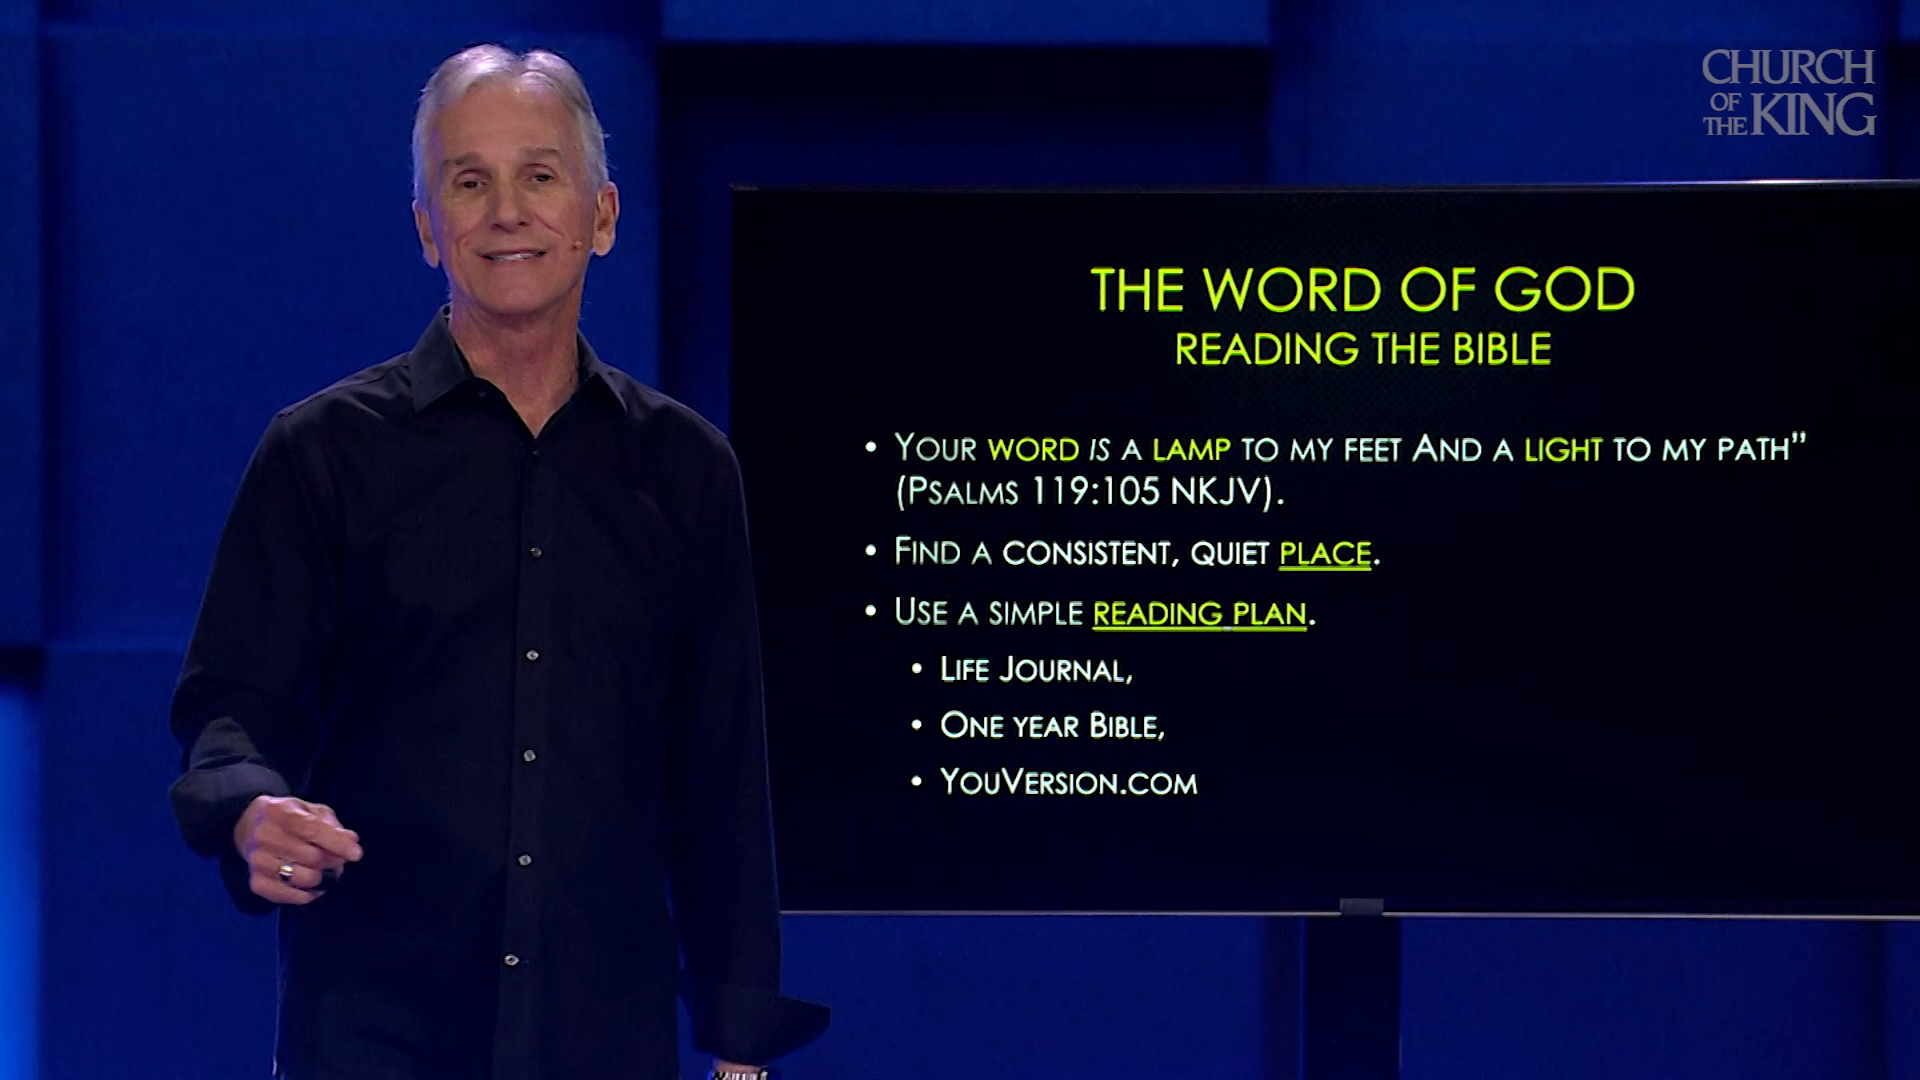 CHURCH
OF
THE KING
THE WORD OF GOD
READING THE BIBLE
• YOUR WORD IS A LAMP TO MY FEET AND A LIGHT TO MY PATH”
(PSALMS 119:105 NKJV).
• FIND A CONSISTENT, QUIET PLACE.
• USE A SIMPLE READING PLAN.
• LIFE JOURNAL,
• ONE YEAR BIBLE,
• YOUVERSION.COM